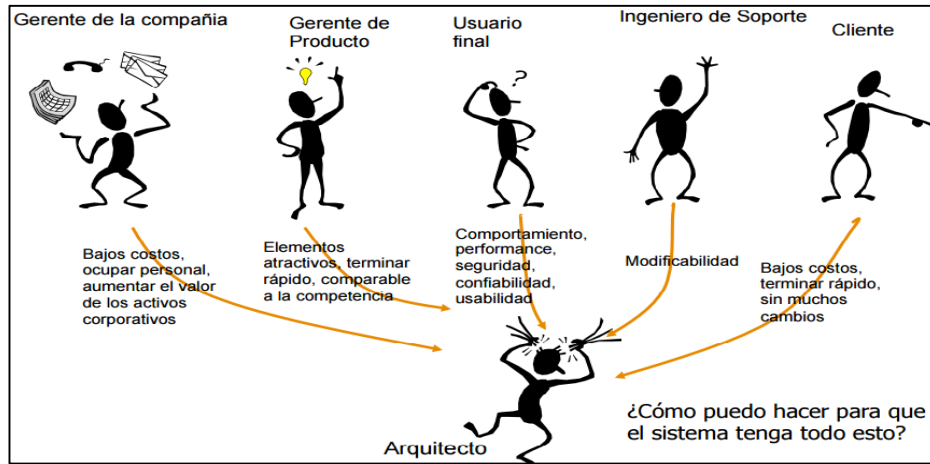 Gerente de la compañia
Gerente de
Producto
Usuario
final
Ingeniero de Soporte
Cliente
?
Bajos costos,
ocupar personal,
aumentar el valor
de los activos
corporativos
Elementos
atractivos, terminar
rápido, comparable
a la competencia
Comportamiento,
performance,
seguridad,
confiabilidad,
usabilidad
Modificabilidad
Bajos costos,
terminar rápido,
sin muchos
cambios
Arquitecto
¿Cómo puedo hacer para que
el sistema tenga todo esto?